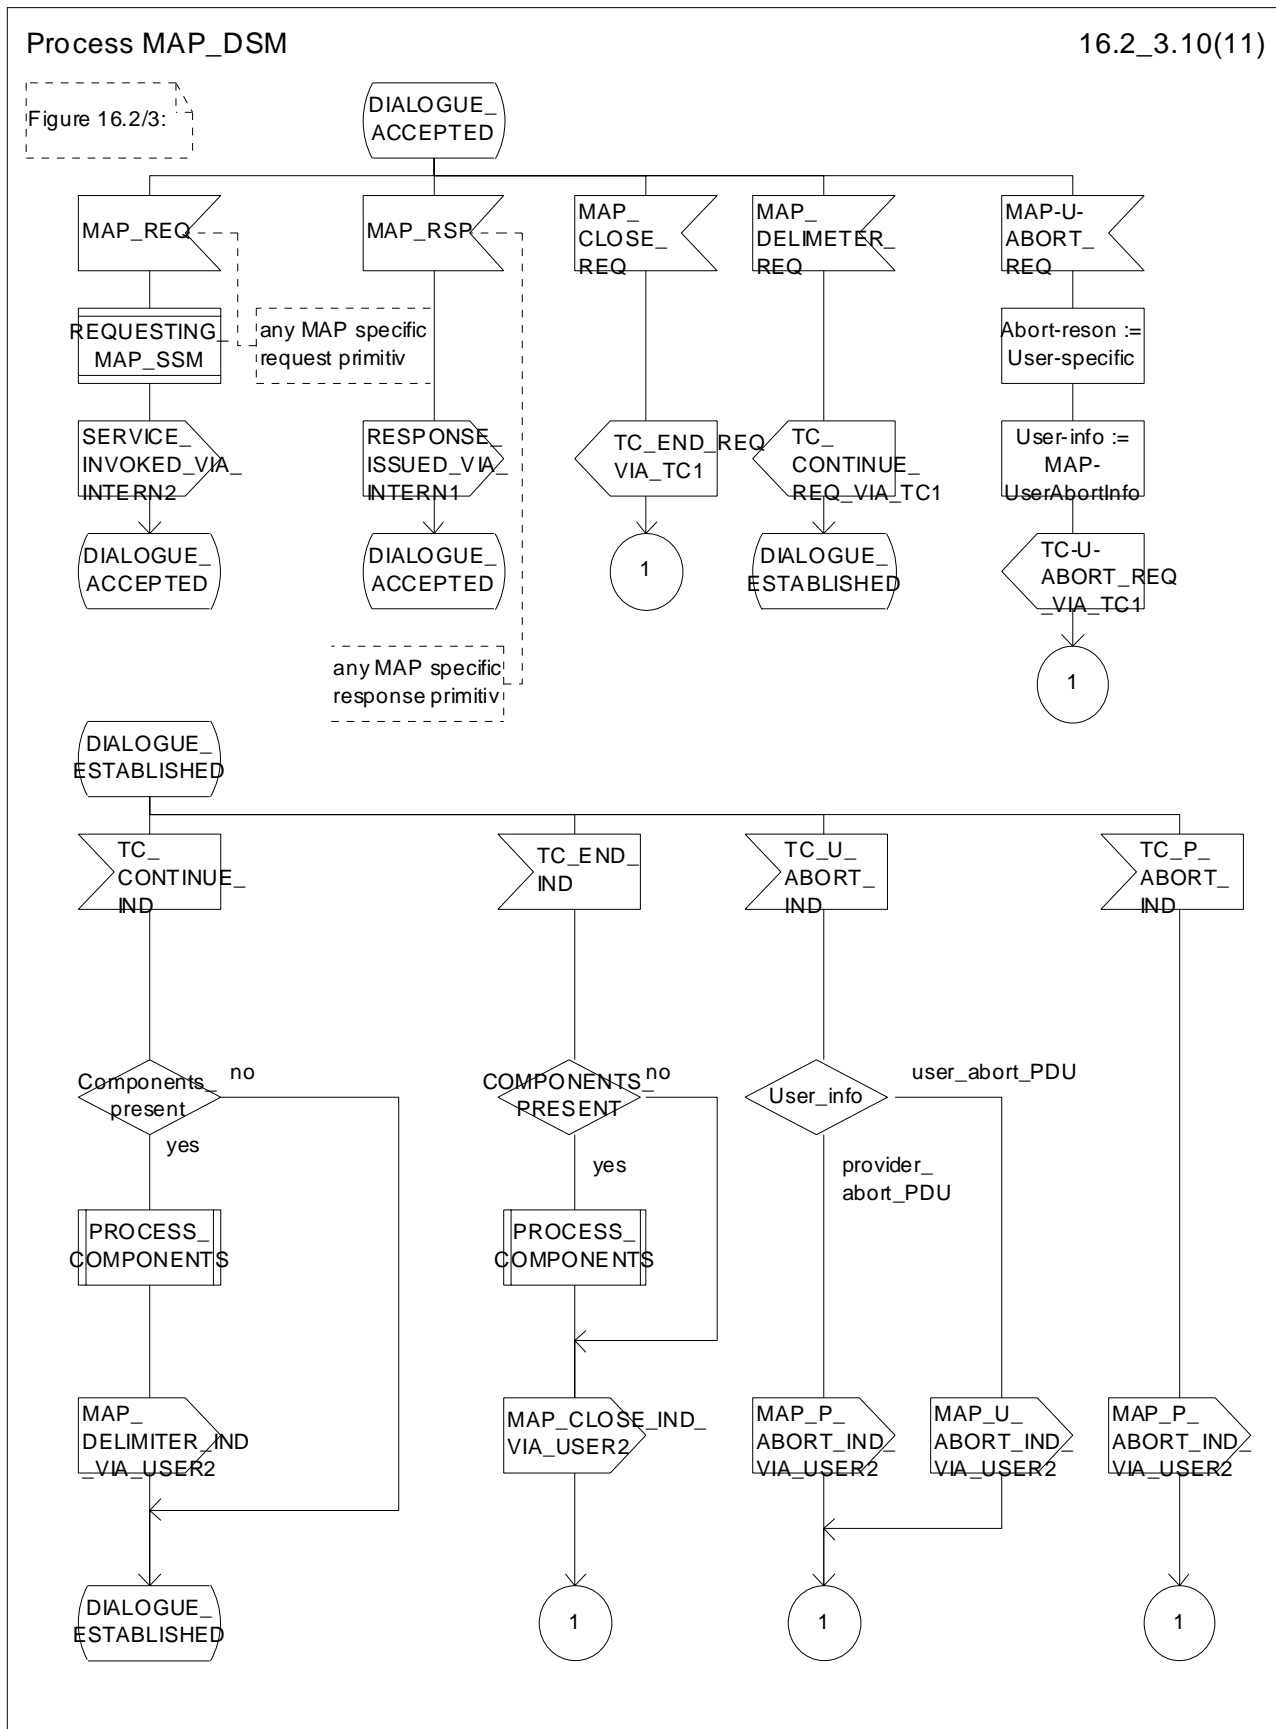 Process MAP_DSM
16.2_3.10(11)
Figure 16.2/3:
DIALOGUE_
ACCEPTED
MAP_REQ
MAP_RSP
MAP_
CLOSE_
REQ
MAP_
DELIMETER_
REQ
MAP-U-
ABORT_
REQ
REQUESTING_
MAP_SSM
any MAP specific
request primitiv
Abort-reson :=
User-specific
SERVICE_
INVOKED_VIA_
INTERN2
RESPONSE_
ISSUED_VIA_
INTERN1
TC_END_REQ
VIA_TC1
TC_
CONTINUE_
REQ_VIA_TC1
User-info :=
MAP-
UserAbortInfo
DIALOGUE_
ACCEPTED
DIALOGUE_
ACCEPTED
1
DIALOGUE_
ESTABLISHED
TC-U-
ABORT_REQ
_VIA_TC1
any MAP specific
response primitiv
1
DIALOGUE_
ESTABLISHED
TC_
CONTINUE_
IND
TC_END_
IND
TC_U_
ABORT_
IND
TC_P_
ABORT_
IND
Components_
present
no
yes
COMPONENTS_
PRESENT
no
yes
User_info
user_abort_PDU
provider_
abort_PDU
PROCESS_
COMPONENTS
PROCESS_
COMPONENTS
MAP_
DELIMITER_IND
_VIA_USER2
MAP_CLOSE_IND_
VIA_USER2
MAP_P_
ABORT_IND_
VIA_USER2
MAP_U_
ABORT_IND_
VIA_USER2
MAP_P_
ABORT_IND_
VIA_USER2
DIALOGUE_
ESTABLISHED
1
1
1